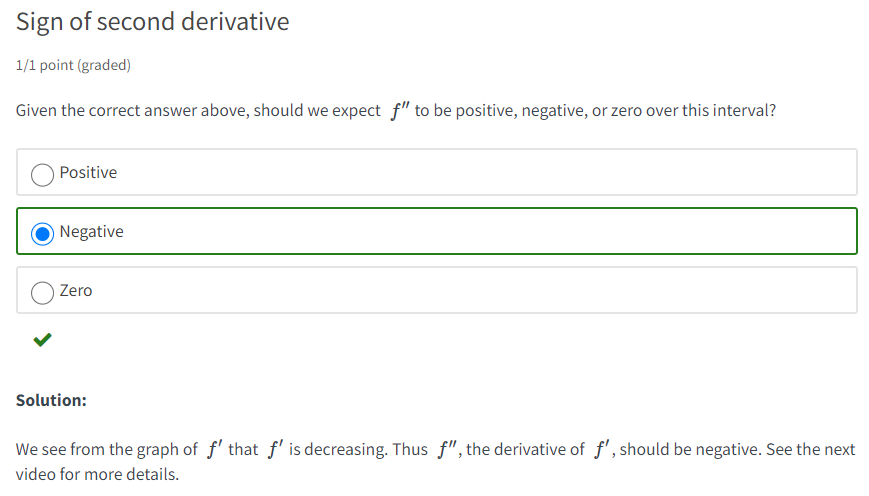 Sign of second derivative
1/1 point (graded)
Given the correct answer above, should we expect f″ to be positive, negative, or zero over this interval?
Positive
Negative
Zero
Solution:
We see from the graph of f′ that f′ is decreasing. Thus f″, the derivative of f′, should be negative. See the next
video for more details.